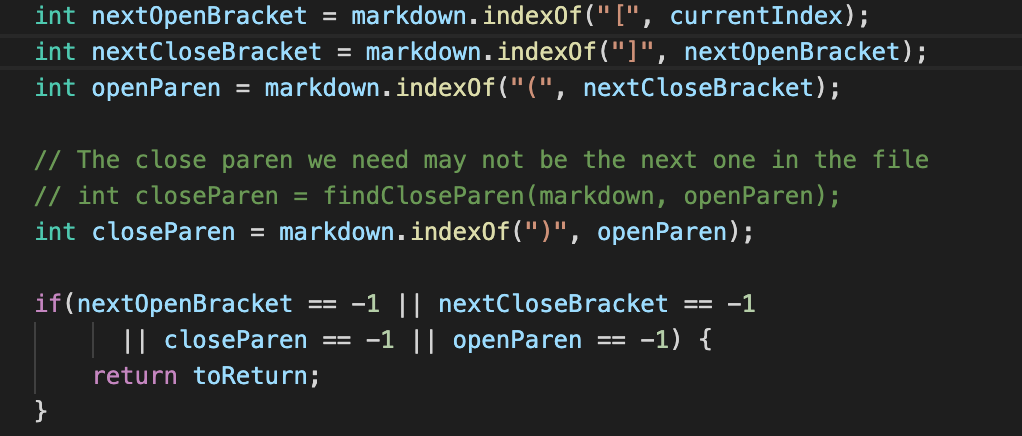 int nextOpenBracket = markdown.indexOf("[", currentIndex);
int nextCloseBracket = markdown.indexOf("]", nextOpenBracket);
int openParen = markdown.indexOf("(", nextCloseBracket);
// The close paren we need may not be the next one in the file
// int closeParen = findCloseParen(markdown, openParen);
int closeParen = markdown.indexOf(")", openParen);
if(nextOpenBracket == -1 || nextCloseBracket == -1
|| closeParen == -1 || openParen == -1) {
return toReturn;
}